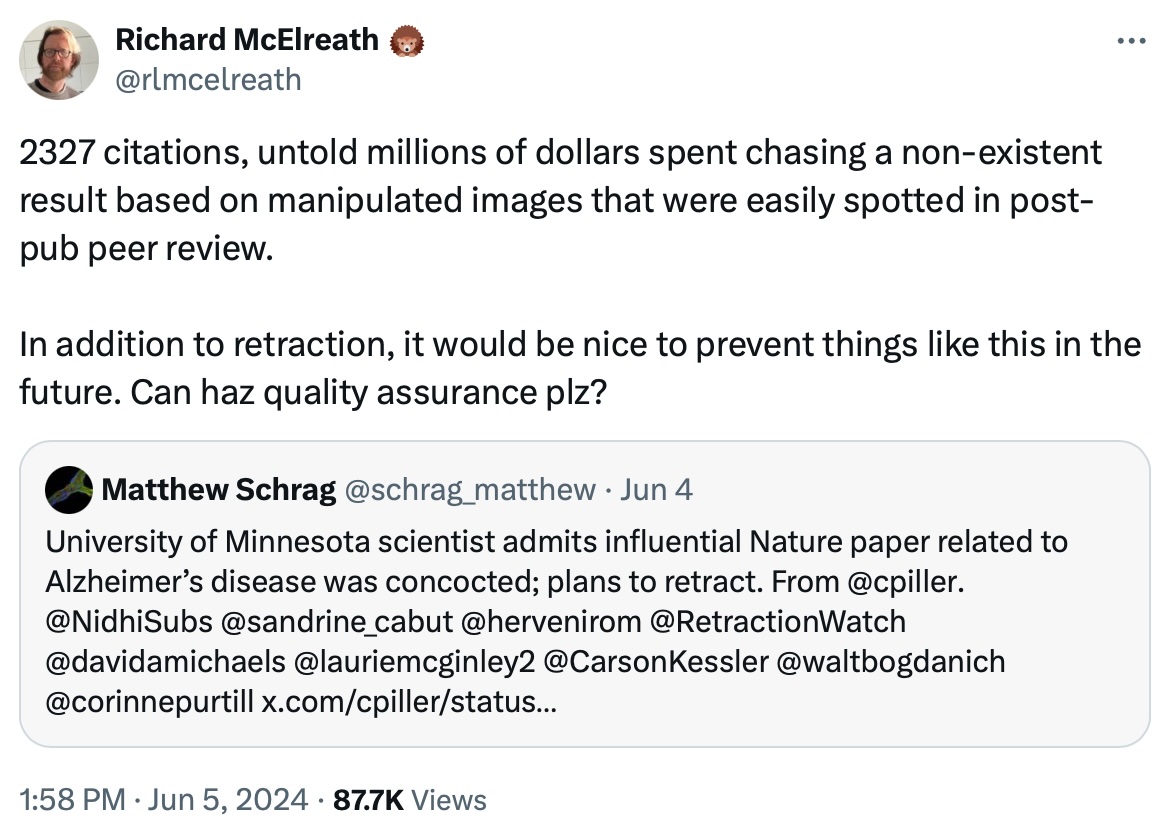 Richard McElreath 🦔
@rlmcelreath
2327 citations, untold millions of dollars spent chasing a non-existent
result based on manipulated images that were easily spotted in post-
pub peer review.
In addition to retraction, it would be nice to prevent things like this in the
future. Can haz quality assurance plz?
Matthew Schrag @schrag_matthew · Jun 4
University of Minnesota scientist admits influential Nature paper related to
Alzheimer’s disease was concocted; plans to retract. From @cpiller.
@NidhiSubs @sandrine_cabut @hervenirom @RetractionWatch
@davidamichaels @lauriemcginley2 @CarsonKessler @waltbogdanich
@corinnepurtill x.com/cpiller/status…
1:58 PM · Jun 5, 2024 · 87.7K Views